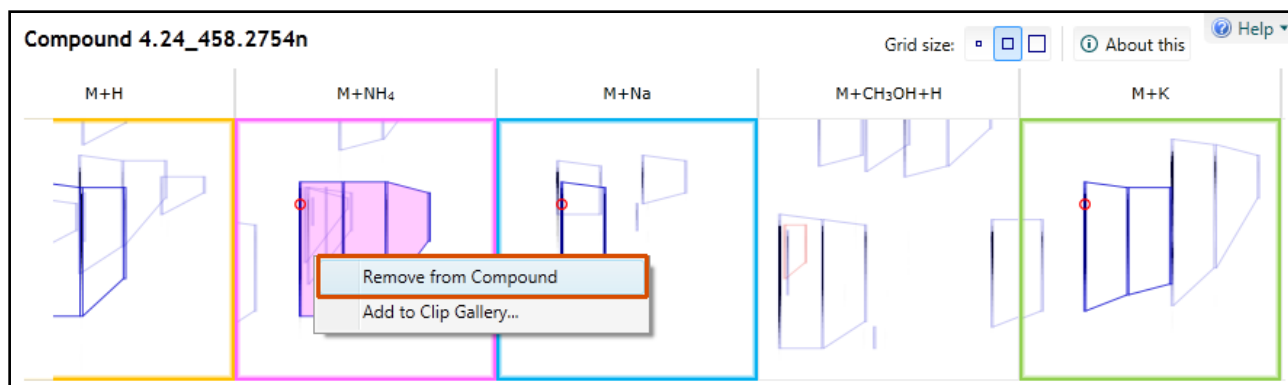 Compound 4.24_458.2754n
Grid size:
About this
Help
M+H
M+NH₄
M+Na
M+CH₃OH+H
M+K
Remove from Compound
Add to Clip Gallery...